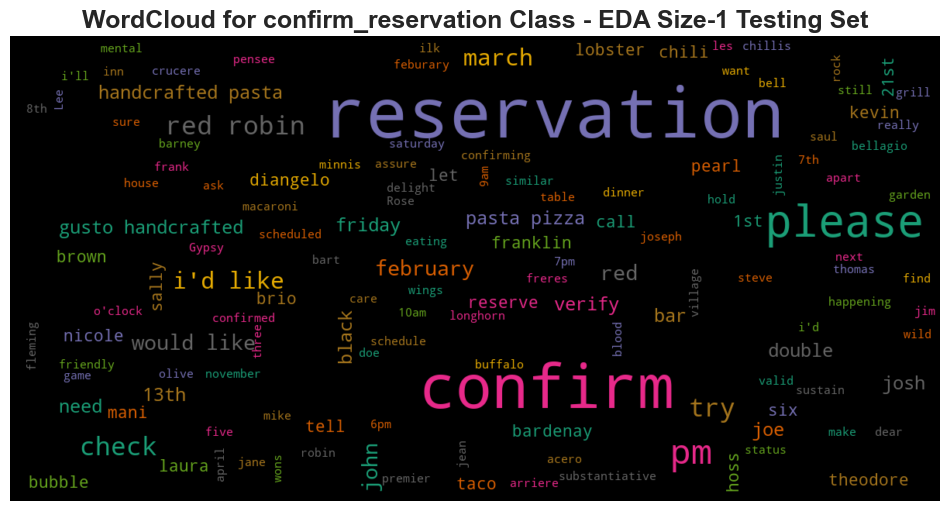 WordCloud for confirm_reservation Class - EDA Size-1 Testing Set
mental
pensee
ilk
feburary
march
lobster
chili
les
chillis
want
bell
rock
21st
still
grill
i'll
inn
crucere
Lee
8th
handcrafted pasta
sure
red robin
barney
reservation
saturday
kevin
really
saul
bellagio
frank
house
ask
diangelo
minnis
assure
confirming
let
9am
similar
delight
Rose
table
dinner
pearl
justin
7th
apart
hold
garden
macaroni
gusto handcrafted
scheduled
friday
pasta pizza
call
1st
please
brown
Gypsy
bart
eating
franklin
joseph
next
thomas
find
sally
i'd like
brio
february
7pm
freres
red
village
steve
happening
jim
o'clock
confirmed
three
care
wings
10am
reserve
longhorn
verify
bar
i'd
wild
fleming
nicole
would like
black
schedule
doe
blood
double
friendly
game
olive
november
buffalo
confirm
valid
sustain
josh
13th
need
mani
mike
tell
6pm
try
six
bardenay
joe
make
dear
status
check
five
john
robin
jean
acero
pm
hoss
laura
april
jane
wons
premier
substantiative
bubble
taco
arriere
theodore